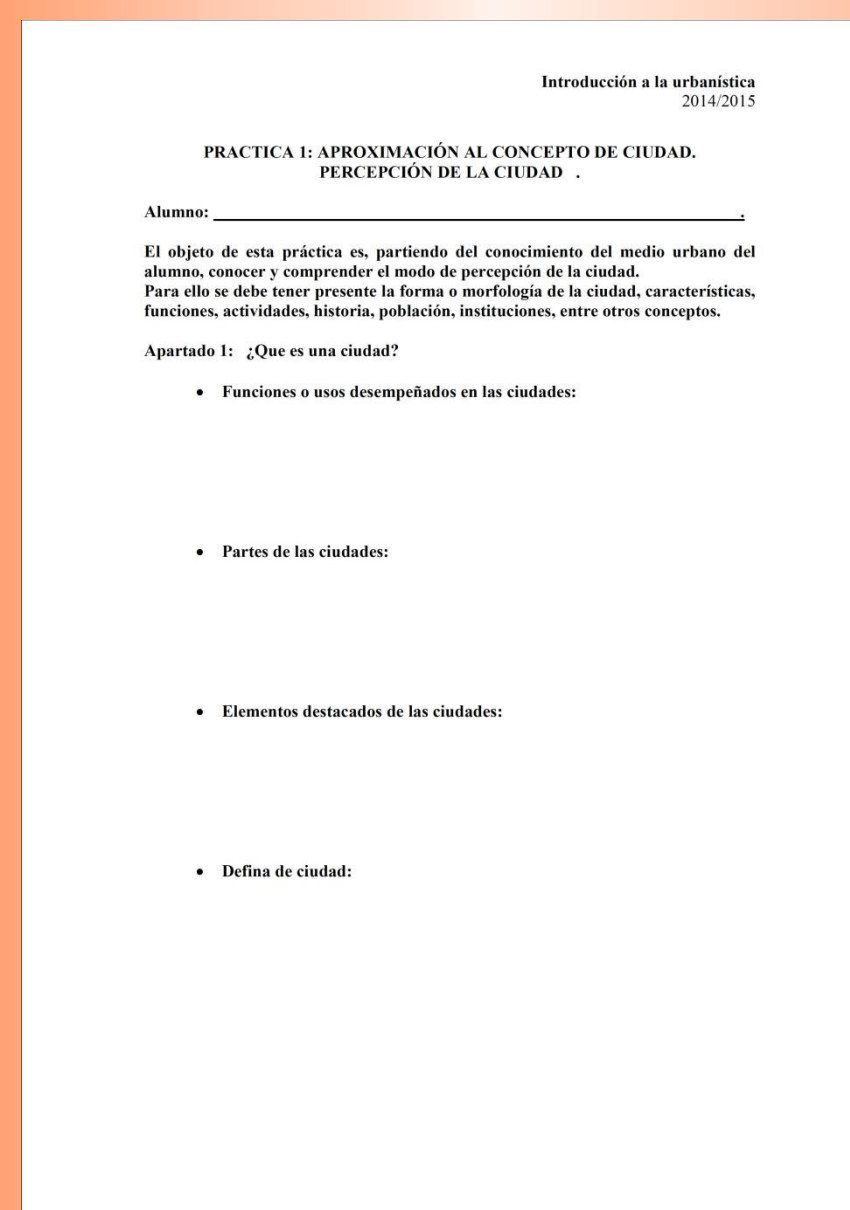 Introducción a la urbanística
2014/2015
PRACTICA 1: APROXIMACIÓN AL CONCEPTO DE CIUDAD.
PERCEPCIÓN DE LA CIUDAD .
Alumno: .
El objeto de esta práctica es, partiendo del conocimiento del medio urbano del
alumno, conocer y comprender el modo de percepción de la ciudad.
Para ello se debe tener presente la forma o morfología de la ciudad, características,
funciones, actividades, historia, población, instituciones, entre otros conceptos.
Apartado 1: ¿Que es una ciudad?
• Funciones o usos desempeñados en las ciudades:
• Partes de las ciudades:
• Elementos destacados de las ciudades:
• Defina de ciudad: